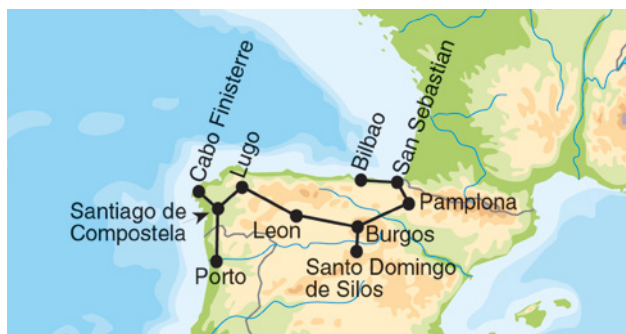 Cabo Finisterre
Lugo
Bilbao
San Sebastian
Santiago de
Compostela
Leon
Burgos
Pamplona
Porto
Santo Domingo
de Silos